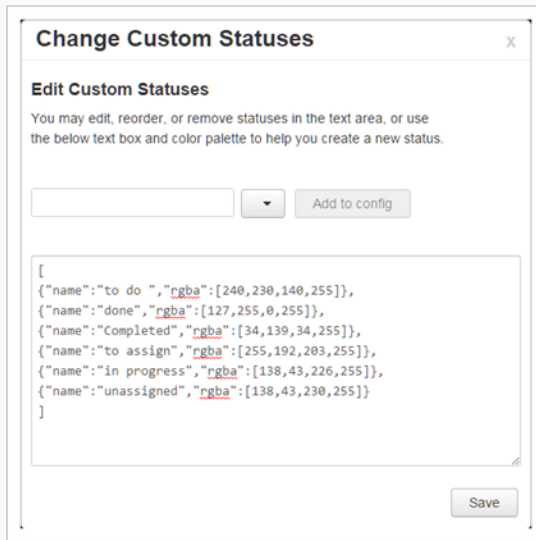 Change Custom Statuses
x
Edit Custom Statuses
You may edit, reorder, or remove statuses in the text area, or use
the below text box and color palette to help you create a new status.
Add to config
[
{"name":"to do ","rgba":[240,230,140,255]},
{"name":"done","rgba":[127,255,0,255]},
{"name":"Completed","rgba":[34,139,34,255]},
{"name":"to assign","rgba":[255,192,203,255]},
{"name":"in progress","rgba":[138,43,226,255]},
{"name":"unassigned","rgba":[138,43,230,255]}
]
Save